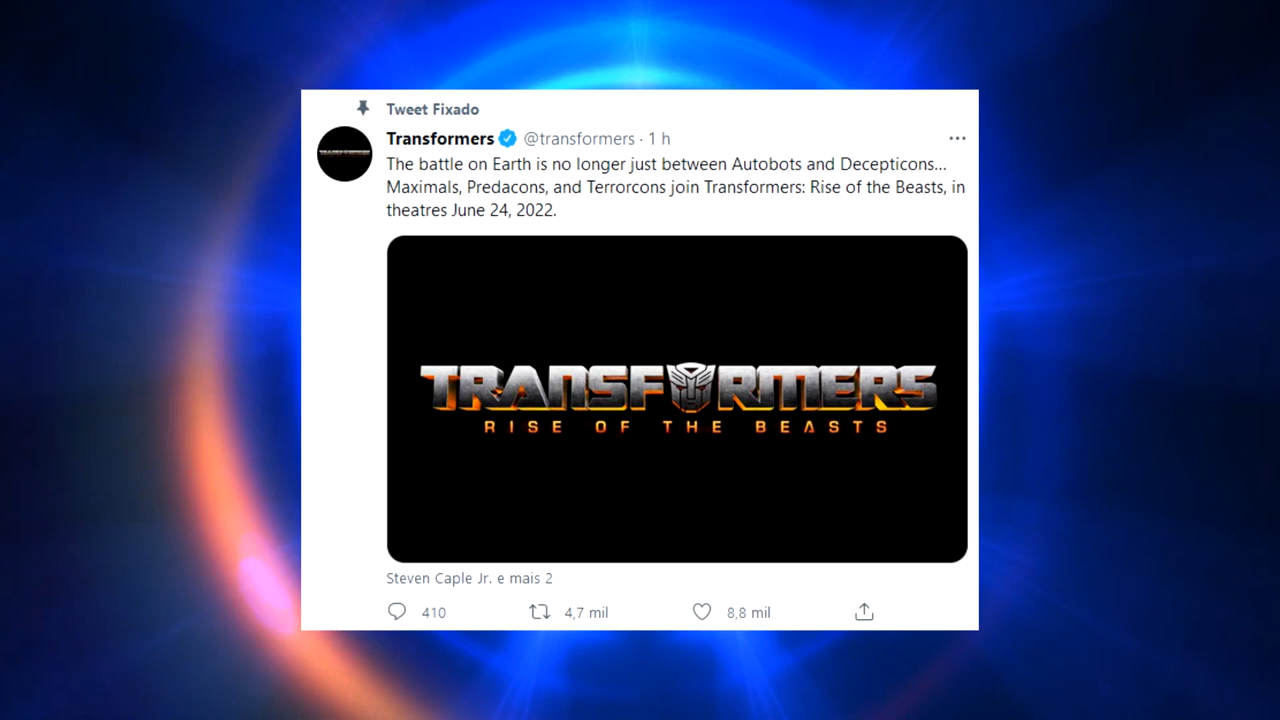 Tweet Fixado
Transformers @transformers · 1 h
The battle on Earth is no longer just between Autobots and Decepticons...
Maximals, Predacons, and Terrorcons join Transformers: Rise of the Beasts, in
theatres June 24, 2022.
TRANSFORMERS
RISE OF THE BEASTS
Steven Caple Jr. e mais 2
410 4,7 mil 8,8 mil